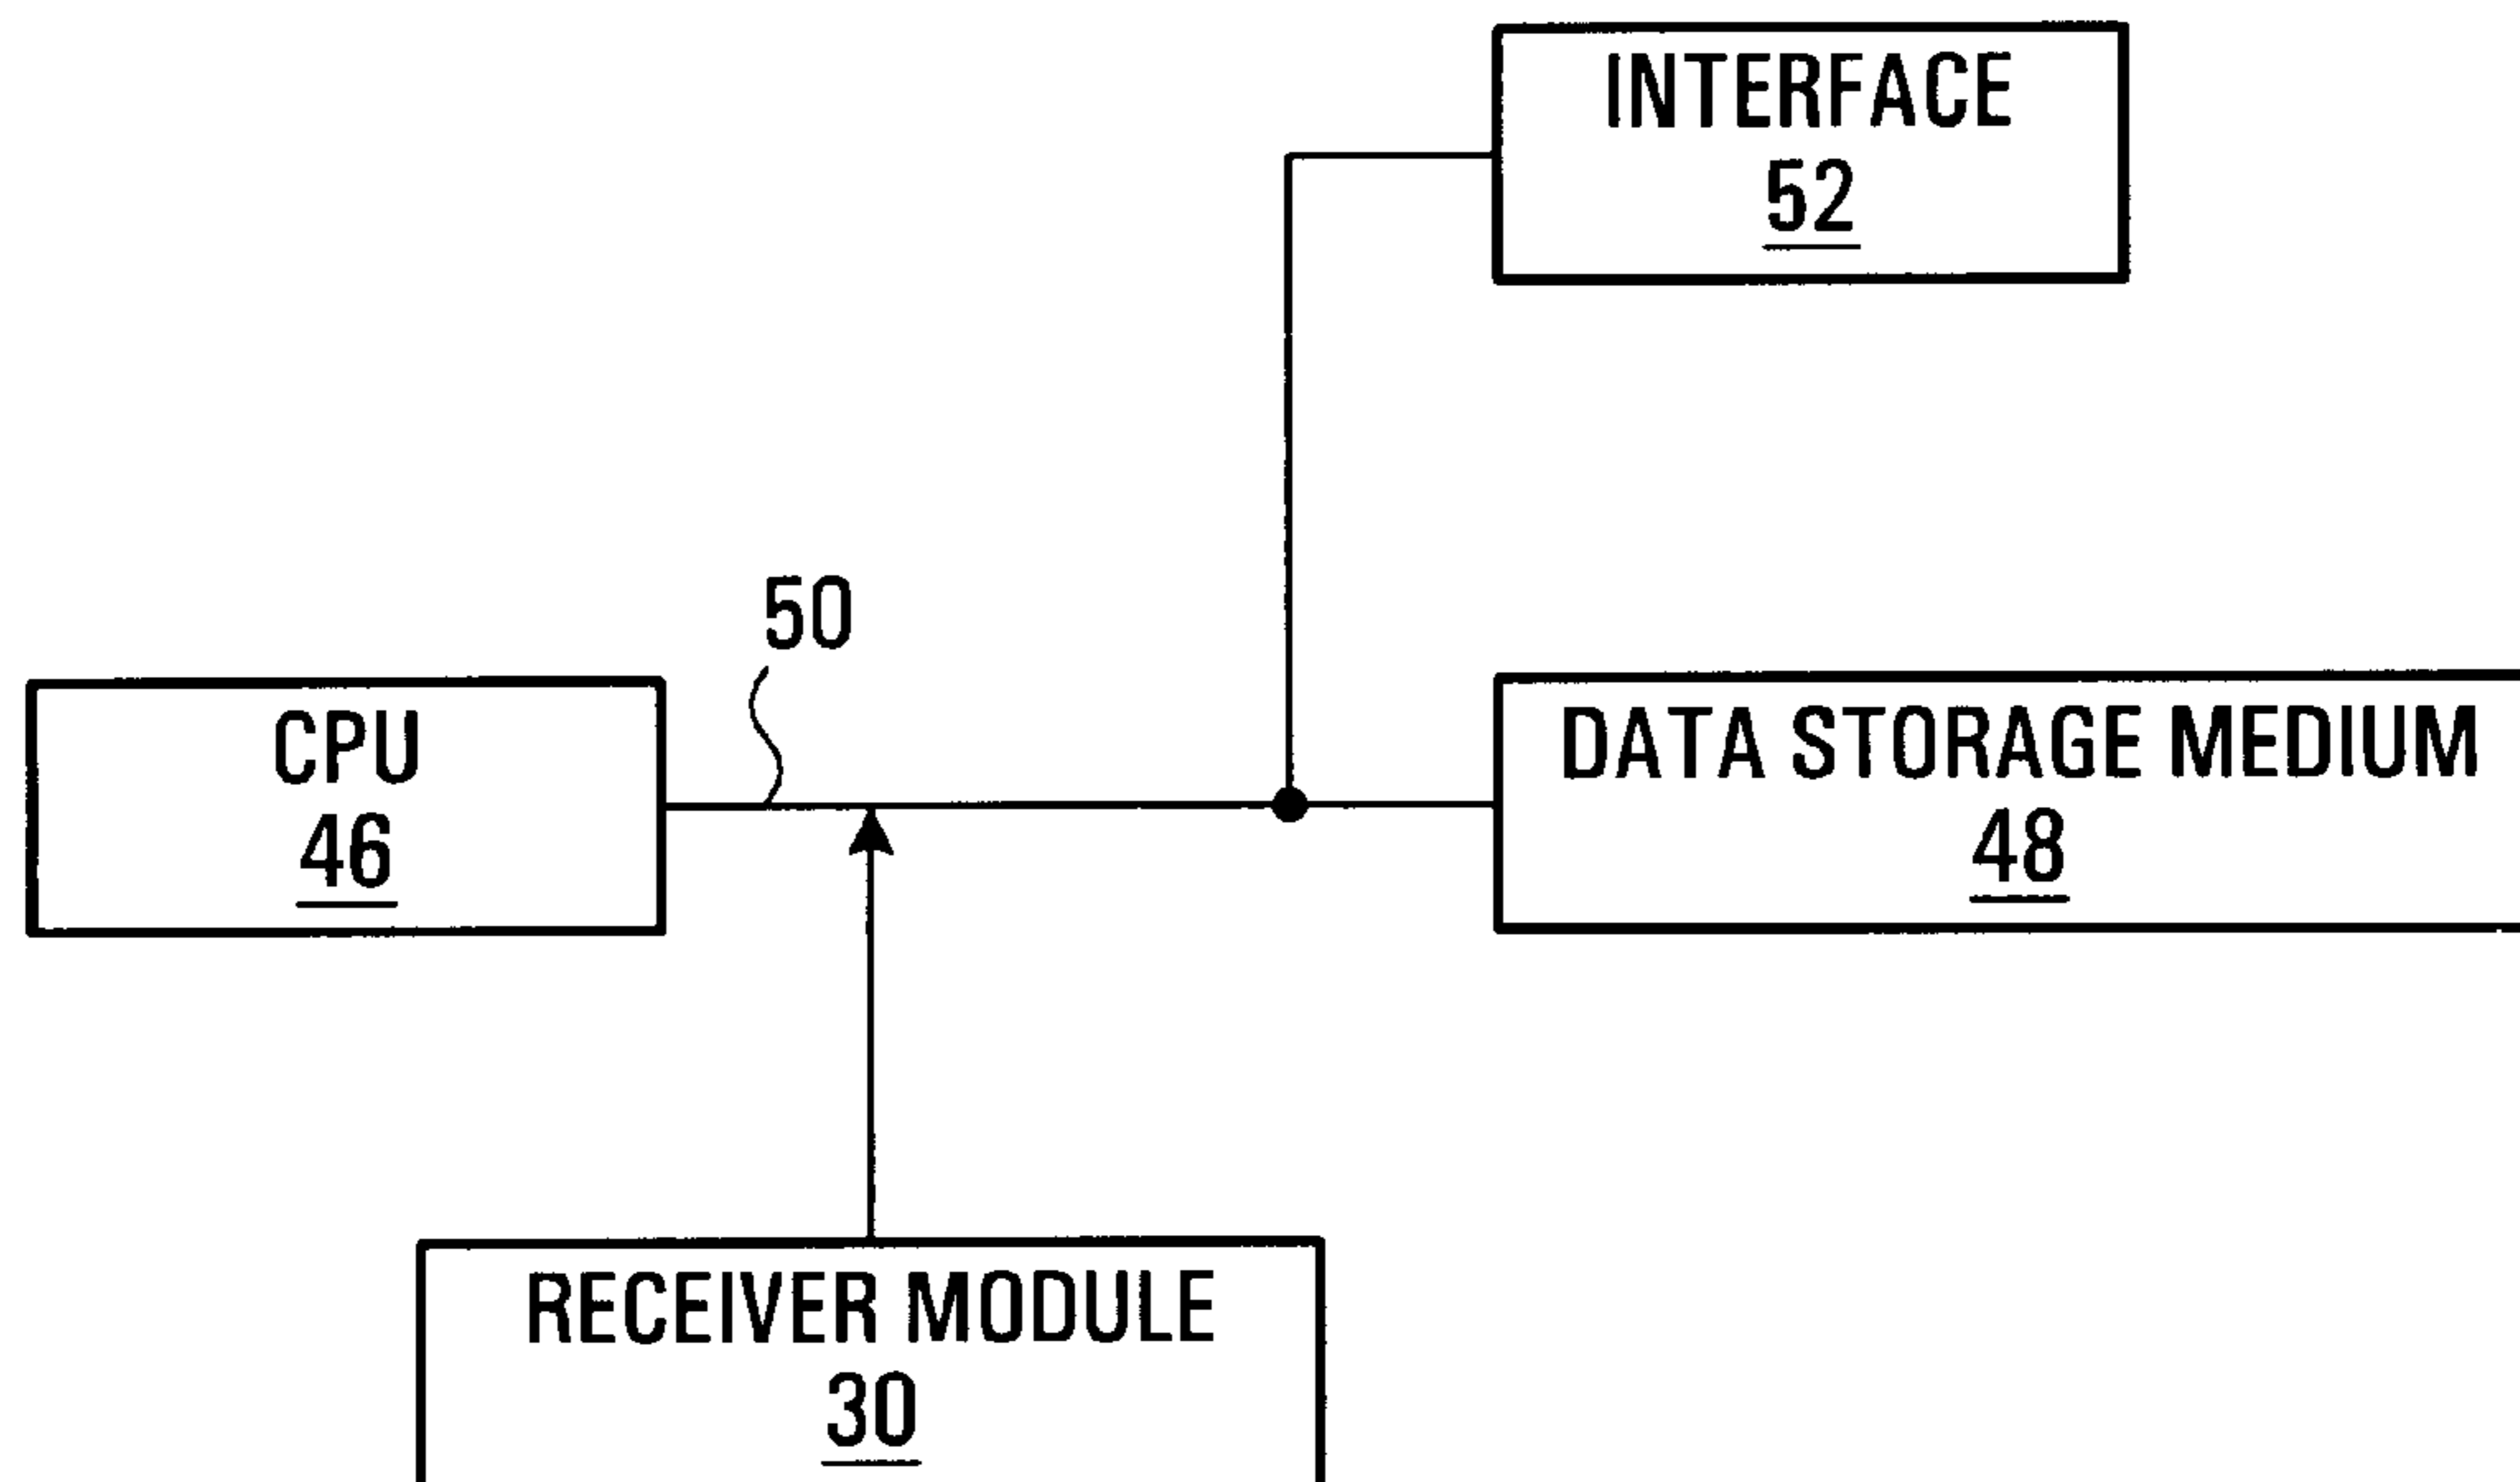 INTERFACE
52
50
CPU
46
DATA STORAGE MEDIUM
48
RECEIVER MODULE
30